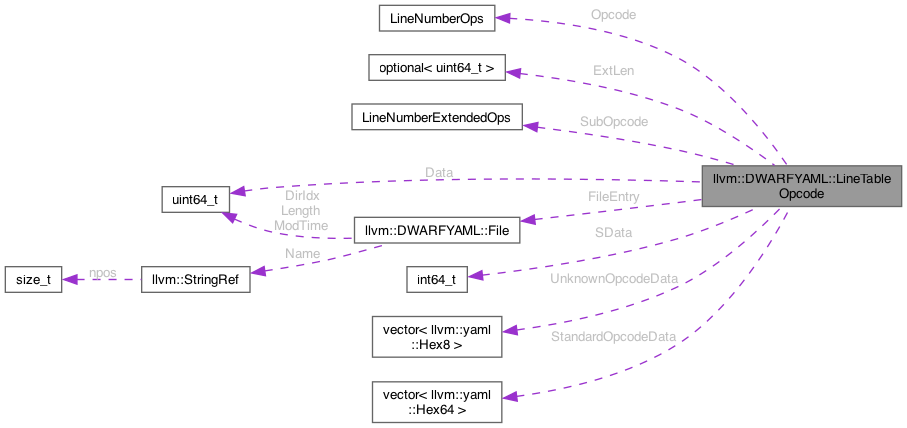 LineNumberOps
Opcode
optional< uint64_t >
ExtLen
LineNumberExtendedOps
SubOpcode
llvm::DWARFYAML::LineTable
Opcode
Data
uint64_t
DirIdx
Length
ModTime
FileEntry
llvm::DWARFYAML::File
SData
Name
size_t
npos
llvm::StringRef
int64_t
UnknownOpcodeData
vector< llvm::yaml
::Hex8 >
StandardOpcodeData
vector< llvm::yaml
::Hex64 >